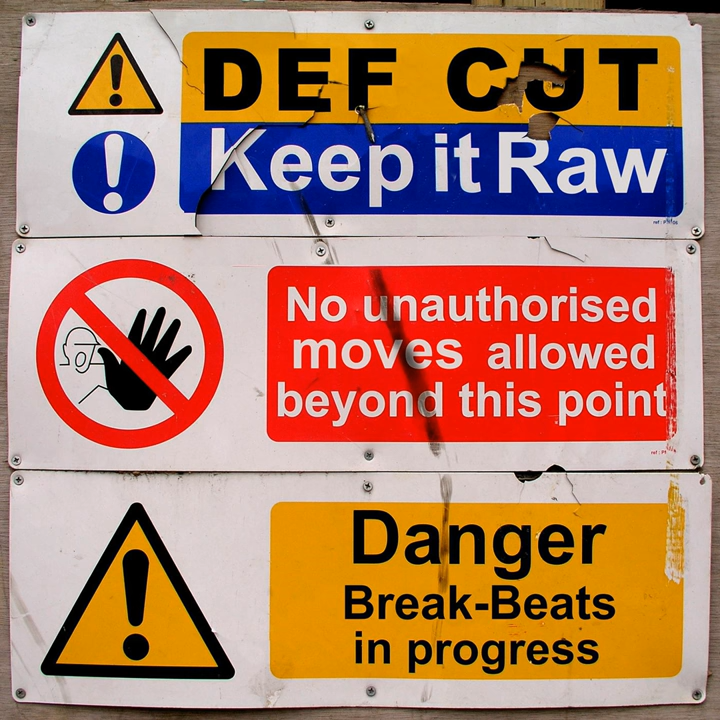 DEF CUT
Keep it Raw
No unauthorised
moves allowed
beyond this point
Danger
Break-Beats
in progress